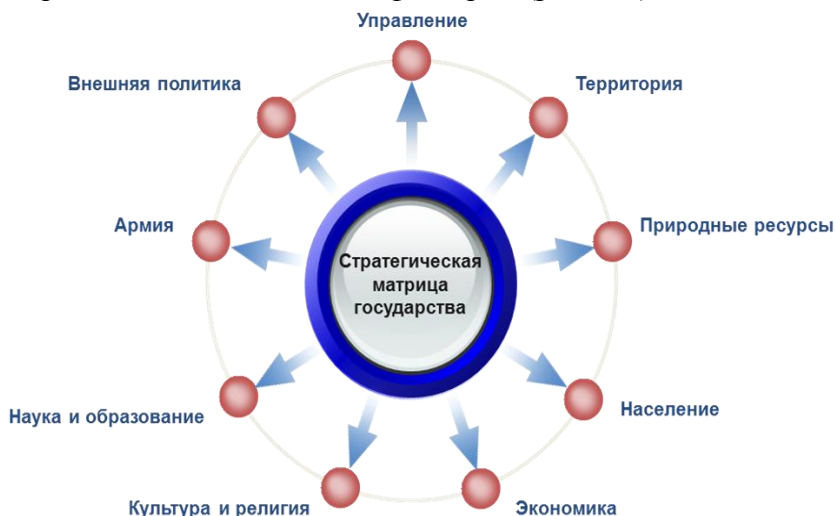 Управление
Внешняя политика
Территория
Армия
Природные ресурсы
Стратегическая
матрица
государства
Наука и образование
Население
Культура и религия
Экономика